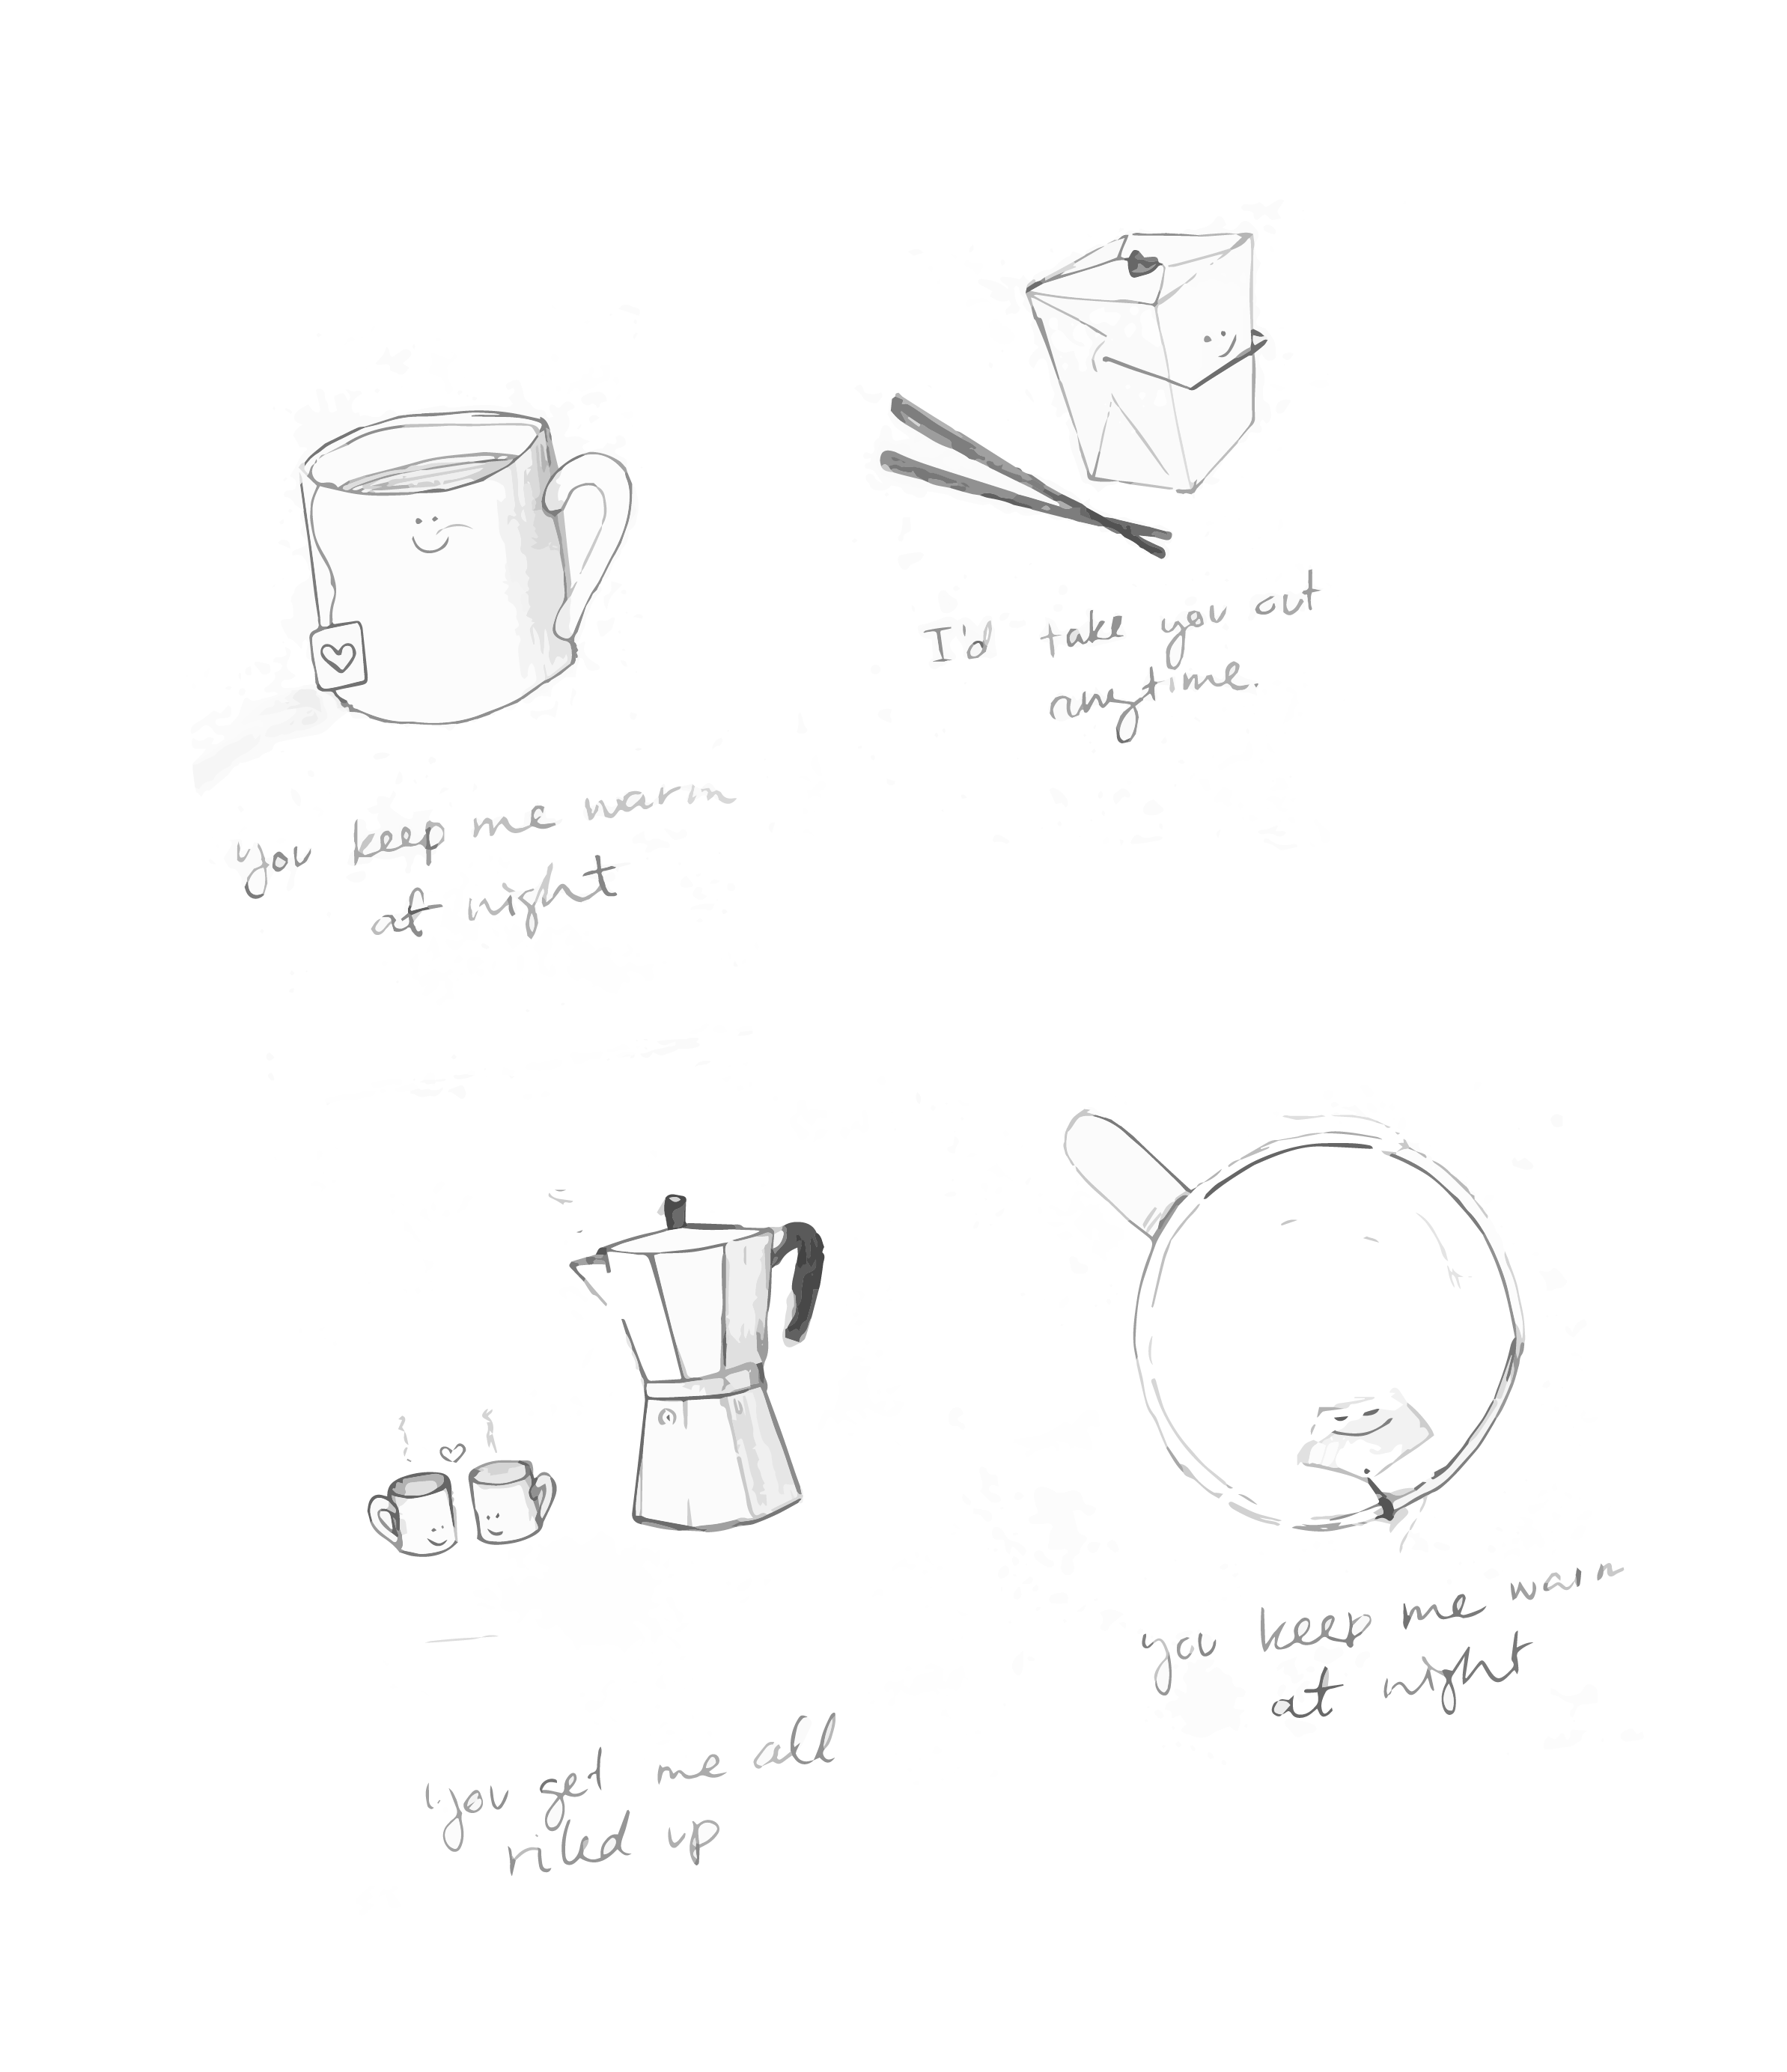 I'd take you out
anytime.
you keep me warm
at night
you keep me warm
at night
you get me all
riled up